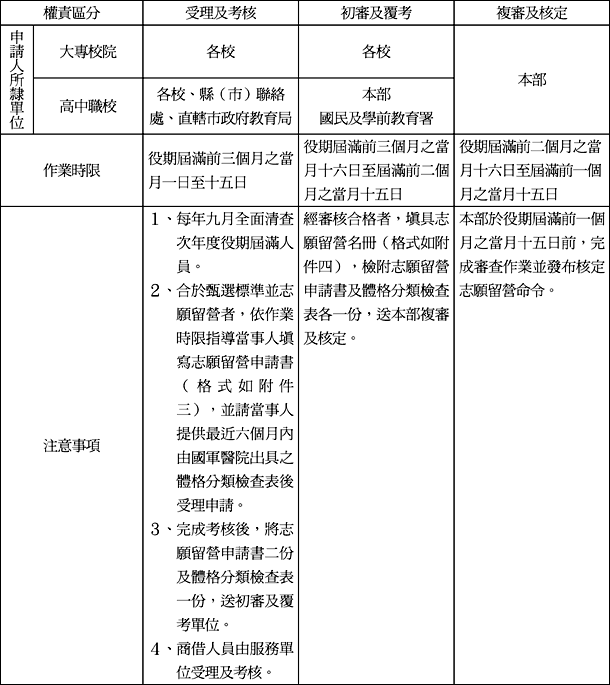 權責區分
受理及考核
初審及覆考
複審及核定
申請人所隸單位
大專校院
各校
各校
本部
高中職校
各校、縣（市）聯絡
處、直轄市政府教育局
本部
國民及學前教育署
作業時限
役期屆滿前三個月之當
月一日至十五日
役期屆滿前三個月之當
月十六日至屆滿前二個
月之當月十五日
役期屆滿前二個月之當
月十六日至屆滿前一個
月之當月十五日
注意事項
１、每年九月全面清查
次年度役期屆滿人
員。
２、合於甄選標準並志
願留營者，依作業
時限指導當事人填
寫志願留營申請書
（格式如附件
三），並請當事人
提供最近六個月內
由國軍醫院出具之
體格分類檢查表後
受理申請。
３、完成考核後，將志
願留營申請書二份
及體格分類檢查表
一份，送初審及覆
考單位。
４、商借人員由服務單
位受理及考核。
經審核合格者，填具志
願留營名冊（格式如附
件四），檢附志願留營
申請書及體格分類檢查
表各一份，送本部複審
及核定。
本部於役期屆滿前一個
月之當月十五日前，完
成審查作業並發布核定
志願留營命令。